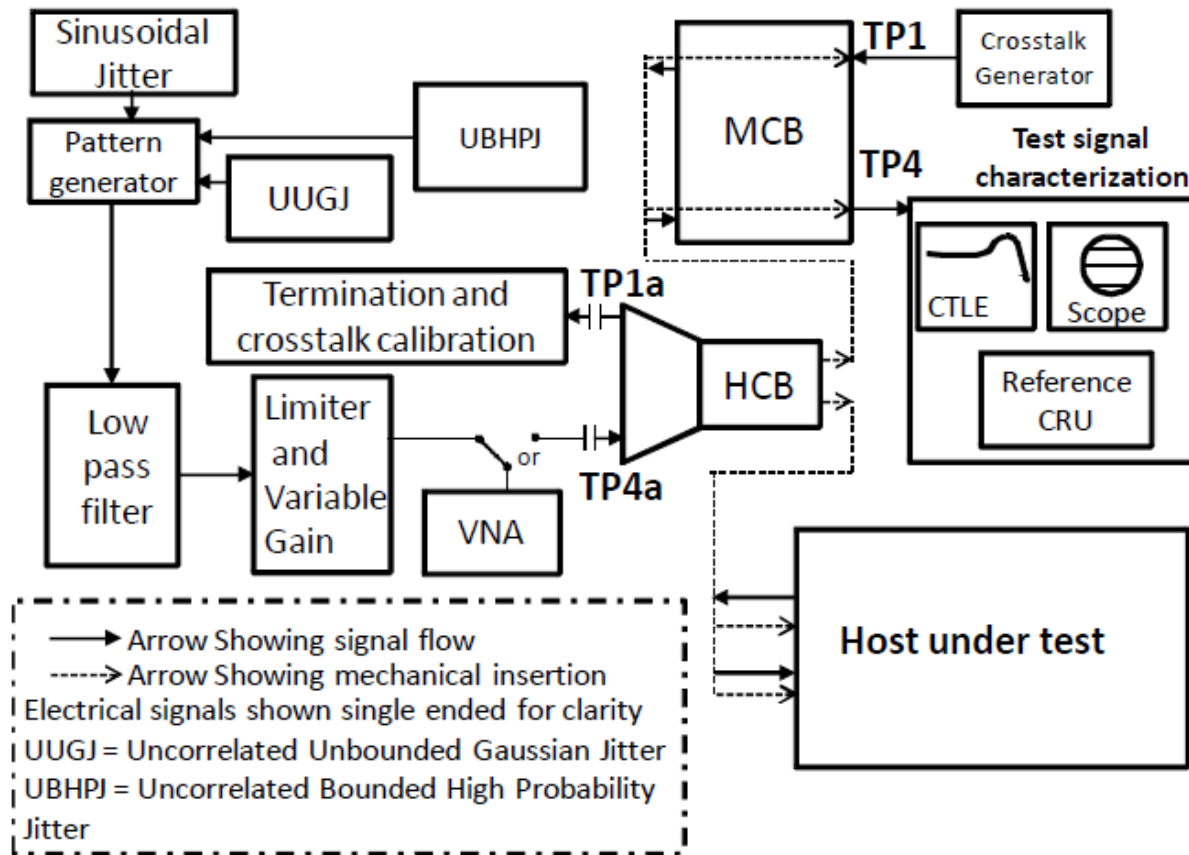 Sinusoidal
Jitter
Pattern
generator
UBHPJ
UUGJ
MCB
TP1
Crosstalk
Generator
TP4
Test signal
characterization
CTLE
Scope
Reference
CRU
Termination and
crosstalk calibration
TP1a
HCB
Low
pass
filter
Limiter
and
Variable
Gain
or
VNA
TP4a
Host under test
Arrow Showing signal flow
Arrow Showing mechanical insertion
Electrical signals shown single ended for clarity
UUGJ = Uncorrelated Unbounded Gaussian Jitter
UBHPJ = Uncorrelated Bounded High Probability
Jitter